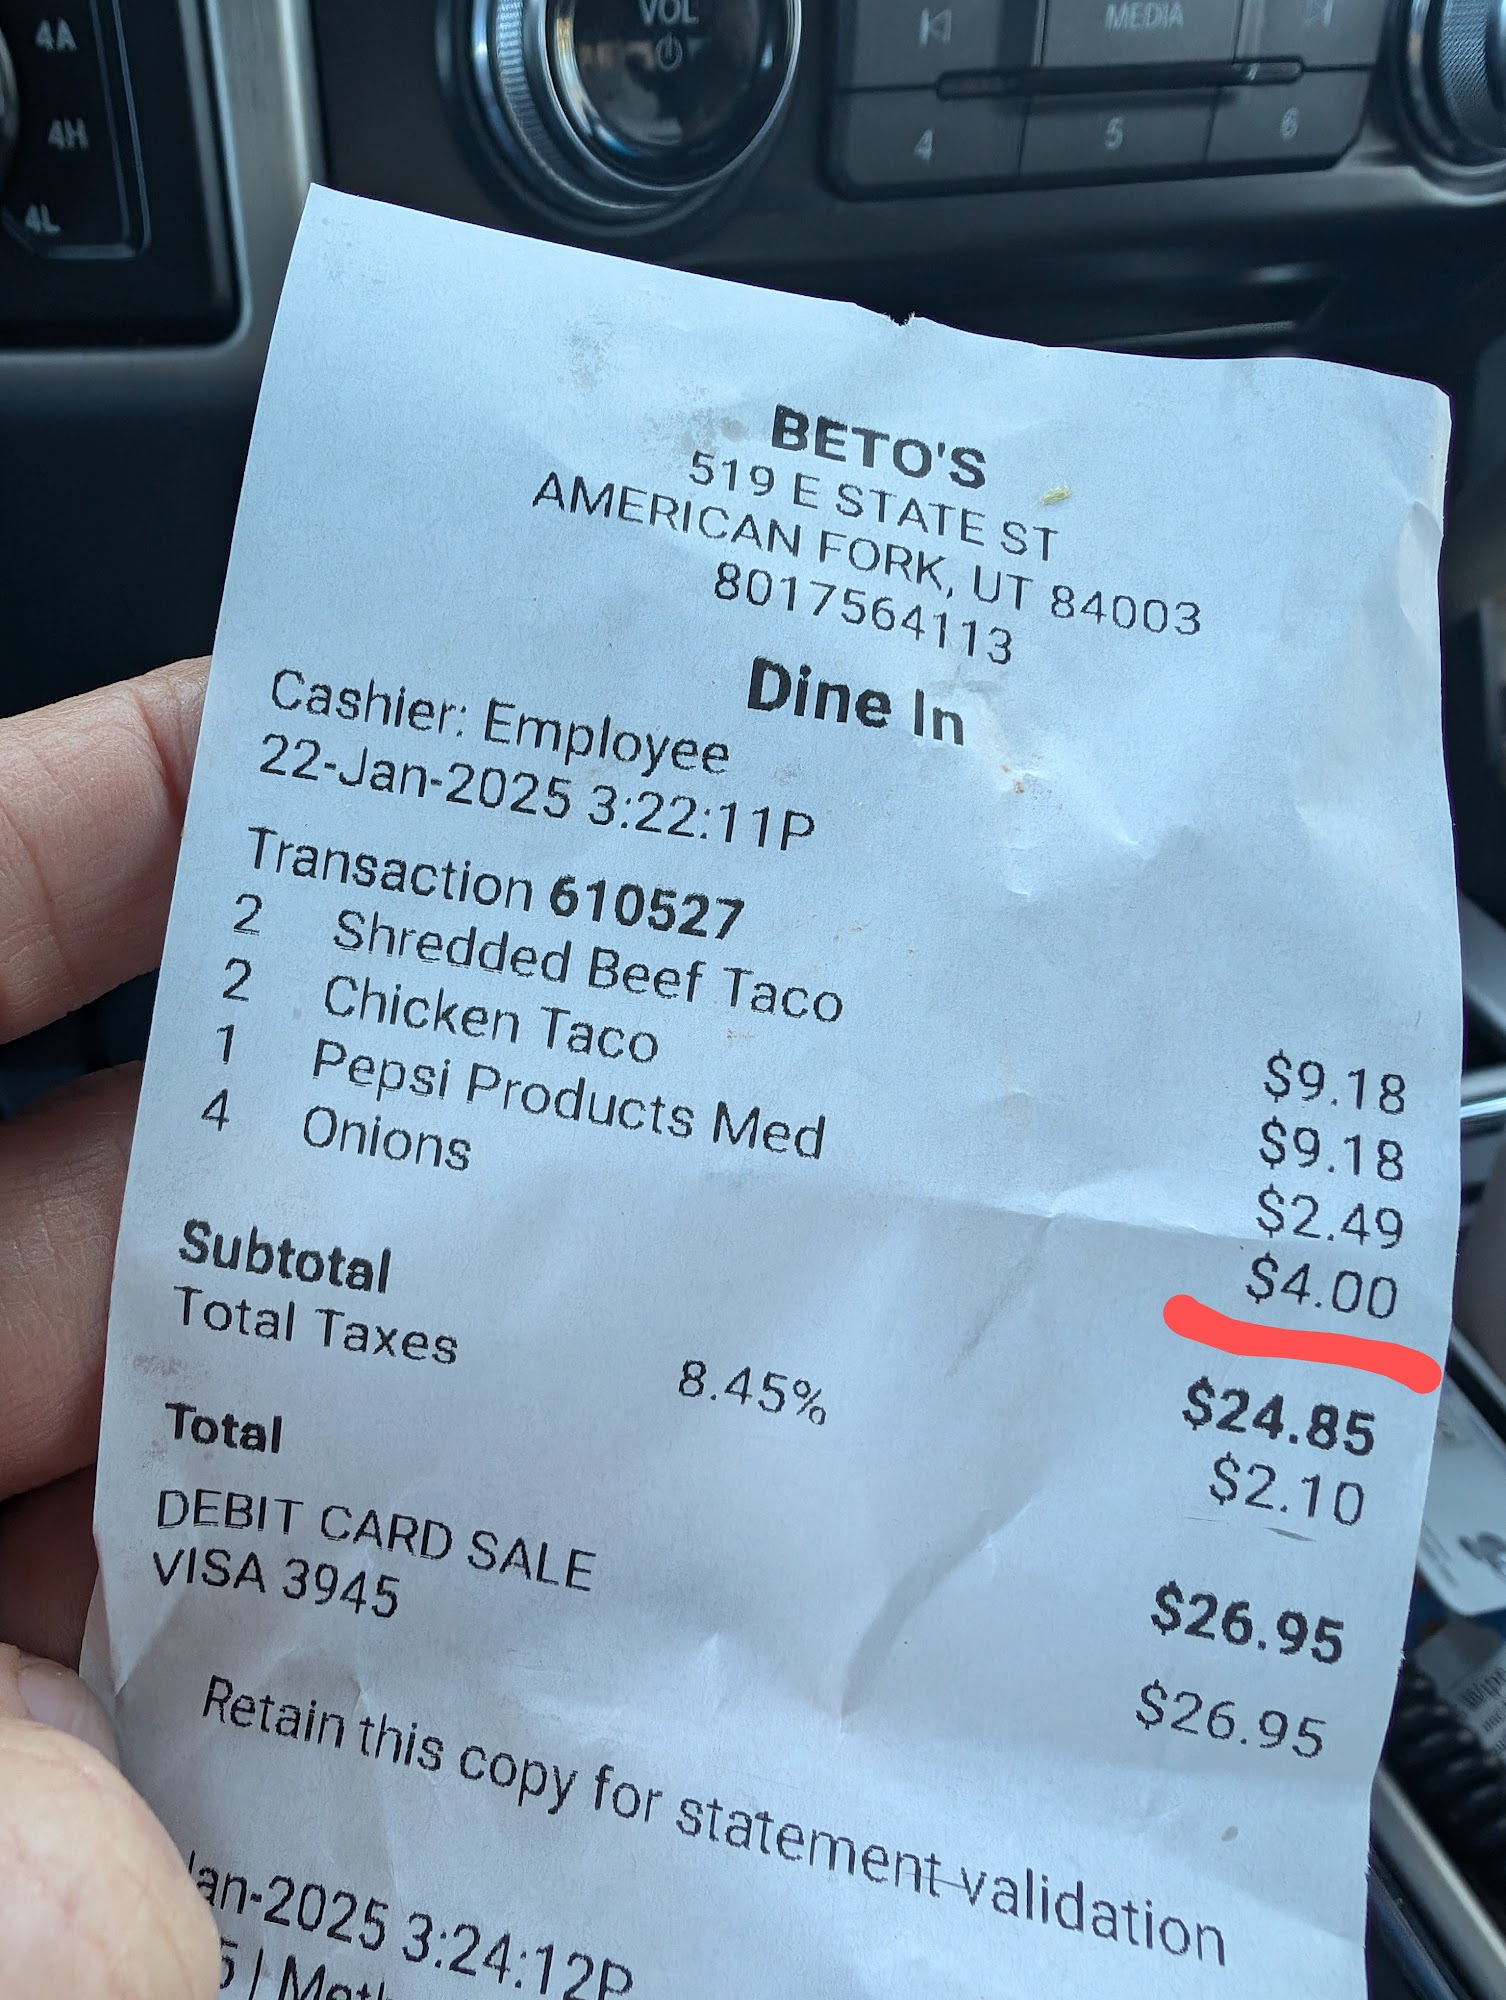 4A
4H
4L
VOL
MEDIA
4
5
6
BETO'S
519 E STATE ST
AMERICAN FORK, UT 84003
8017564113
Dine In
Cashier: Employee
22-Jan-2025 3:22:11P
Transaction 610527
2 Shredded Beef Taco $9.18
2 Chicken Taco $9.18
1 Pepsi Products Med $2.49
4 Onions $4.00
Subtotal $24.85
Total Taxes 8.45% $2.10
Total $26.95
DEBIT CARD SALE $26.95
VISA 3945
Retain this copy for statement validation
an-2025 3:24:12P